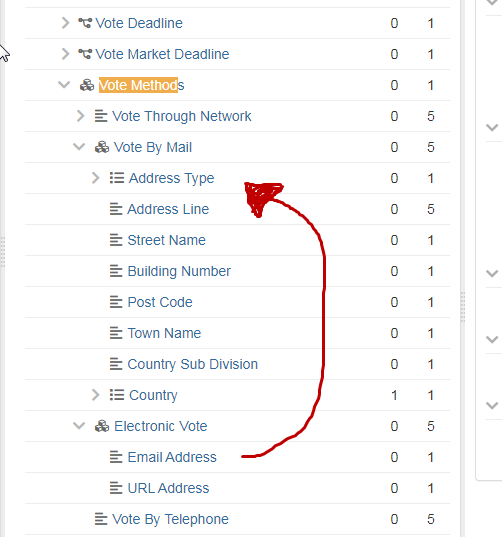 Vote Deadline 0 1
Vote Market Deadline 0 1
Vote Methods 0 1
Vote Through Network 0 5
Vote By Mail 0 5
Address Type 0 1
Address Line 0 5
Street Name 0 1
Building Number 0 1
Post Code 0 1
Town Name 0 1
Country Sub Division 0 1
Country 1 1
Electronic Vote 0 5
Email Address 0 1
URL Address 0 1
Vote By Telephone 0 5